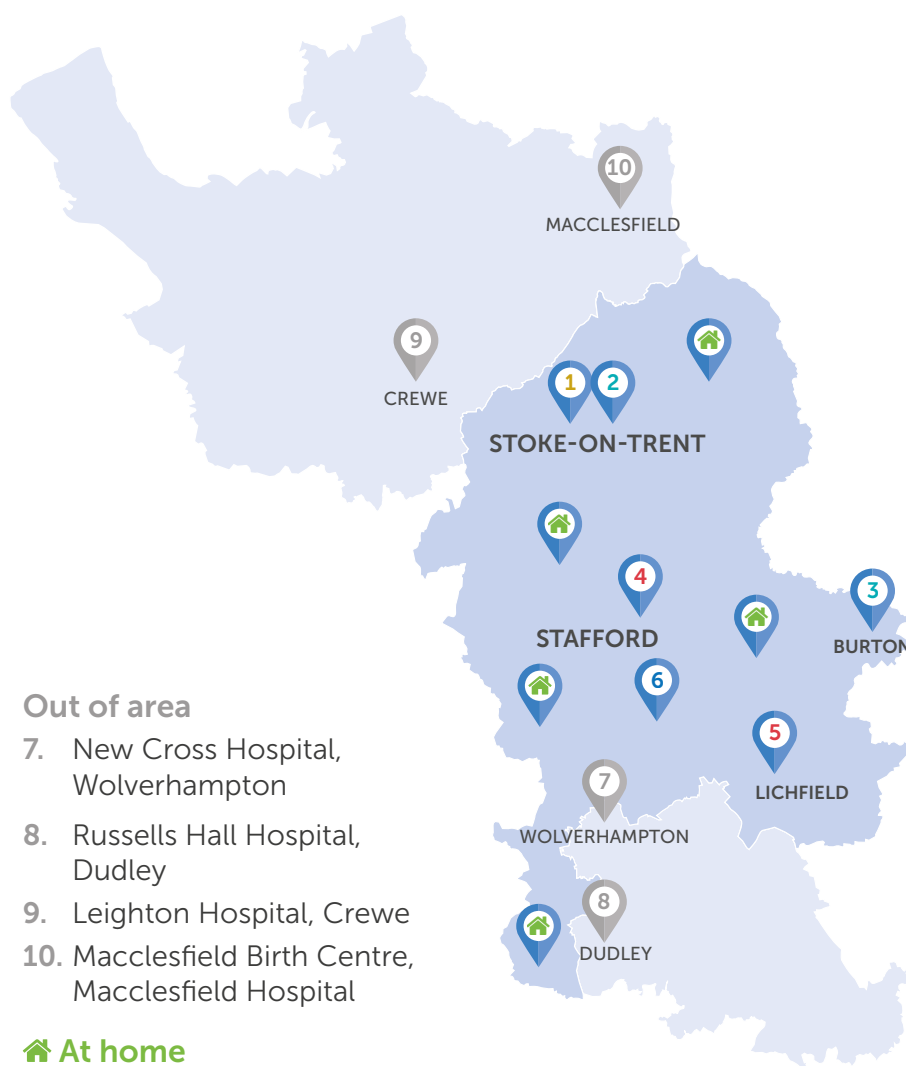 10
MACCLESFIELD
9
CREWE
1
2
STOKE-ON-TRENT
4
3
STAFFORD
BURTON
6
5
LICHFIELD
7
WOLVERHAMPTON
8
DUDLEY
Out of area
7. New Cross Hospital,
Wolverhampton
8. Russells Hall Hospital,
Dudley
9. Leighton Hospital, Crewe
10. Macclesfield Birth Centre,
Macclesfield Hospital
At home